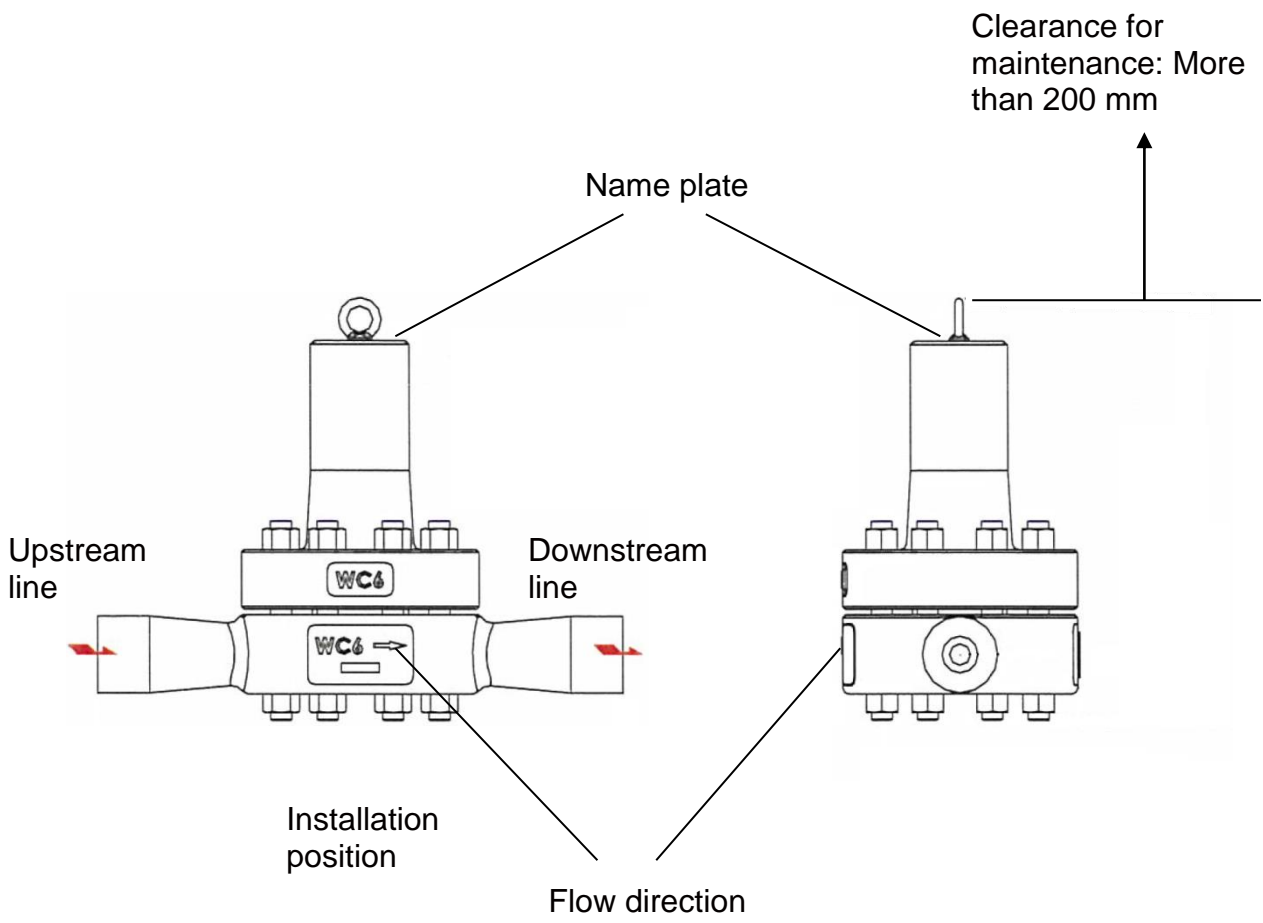 Clearance for
maintenance: More
than 200 mm
Name plate
Upstream
line
Downstream
line
WC6
WC6
Installation
position
Flow direction